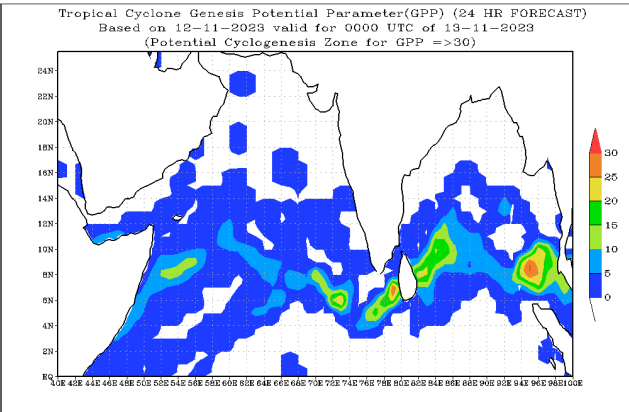 Tropical Cyclone Genesis Potential Parameter(GPP) (24 HR FORECAST)
Based on 12-11-2023 valid for 0000 UTC of 13-11-2023
(Potential Cyclogenesis Zone for GPP =>30)
24N
22N
20N
18N
16N
14N
12N
10N
8N
6N
4N
2N
EQ
40E 42E 44E 46E 48E 50E 52E 54E 56E 58E 60E 62E 64E 66E 68E 70E 72E 74E 76E 78E 80E 82E 84E 86E 88E 90E 92E 94E 96E 98E 100E
30
25
20
15
10
5
0